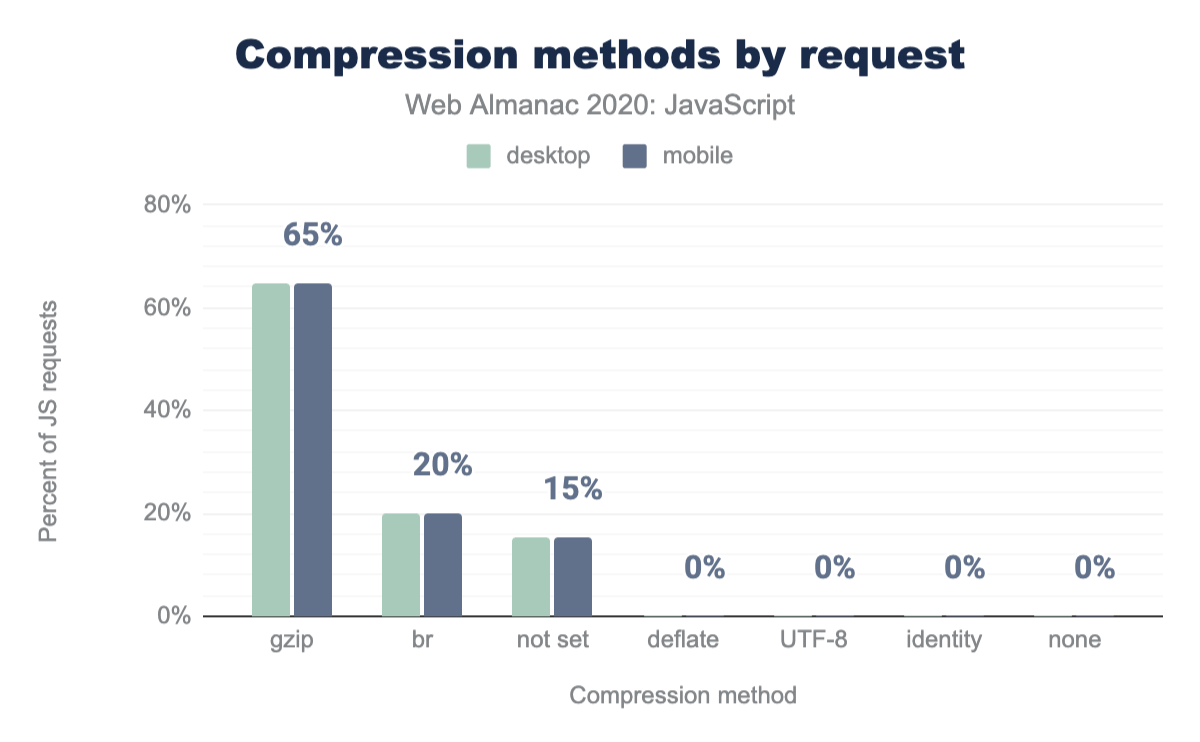 Compression methods by request
Web Almanac 2020: JavaScript
desktop mobile
80%
65%
60%
Percent of JS requests
40%
20%
15%
20%
0% 0% 0% 0%
0%
gzip br not set deflate UTF-8 identity none
Compression method